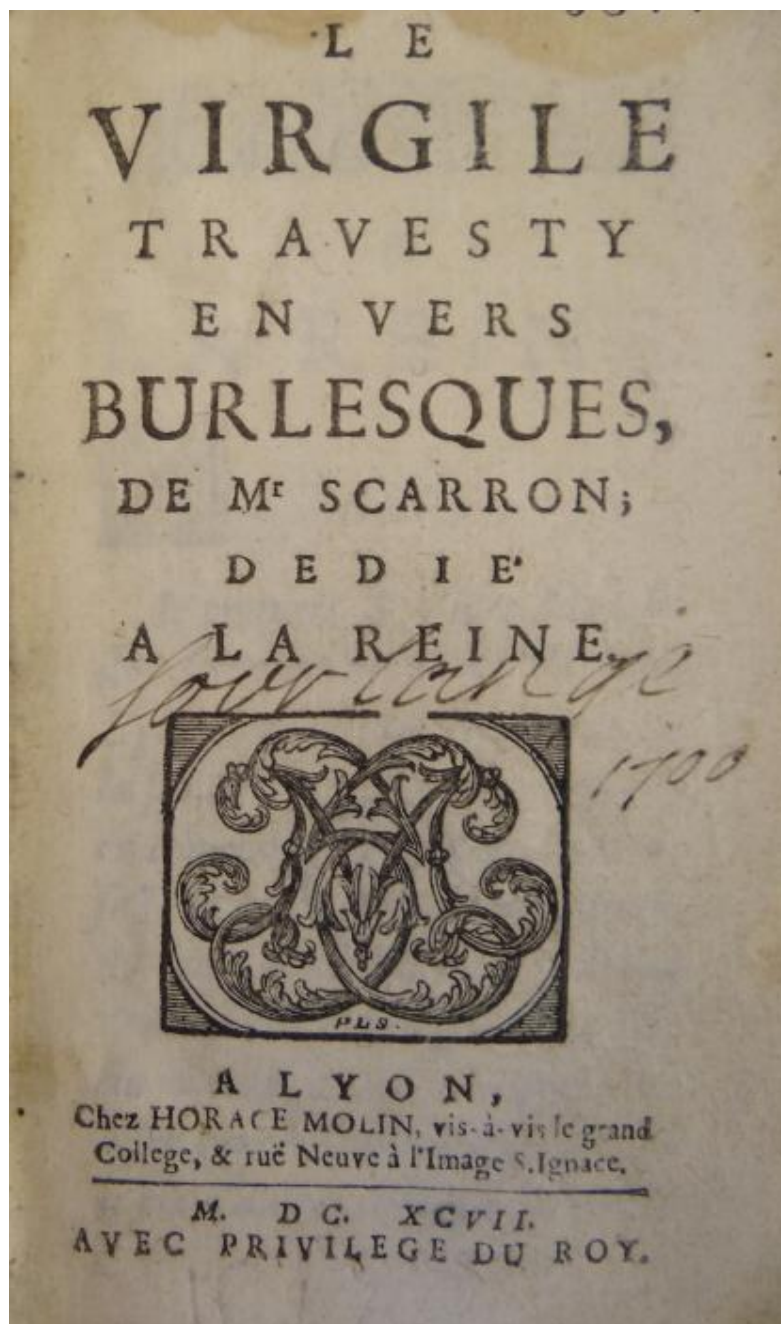 LE
VIRGILE
TRAVESTY
EN VERS
BURLESQUES,
DE Mr SCARRON;
DEDIE'
A LA REINE.
1700
PLS.
A LYON,
Chez HORACE MOLIN, vis-à-vis le grand
College, & ruë Neuve à l'Image S. Ignace.
M. DC. XCVII.
AVEC PRIVILEGE DU ROY.